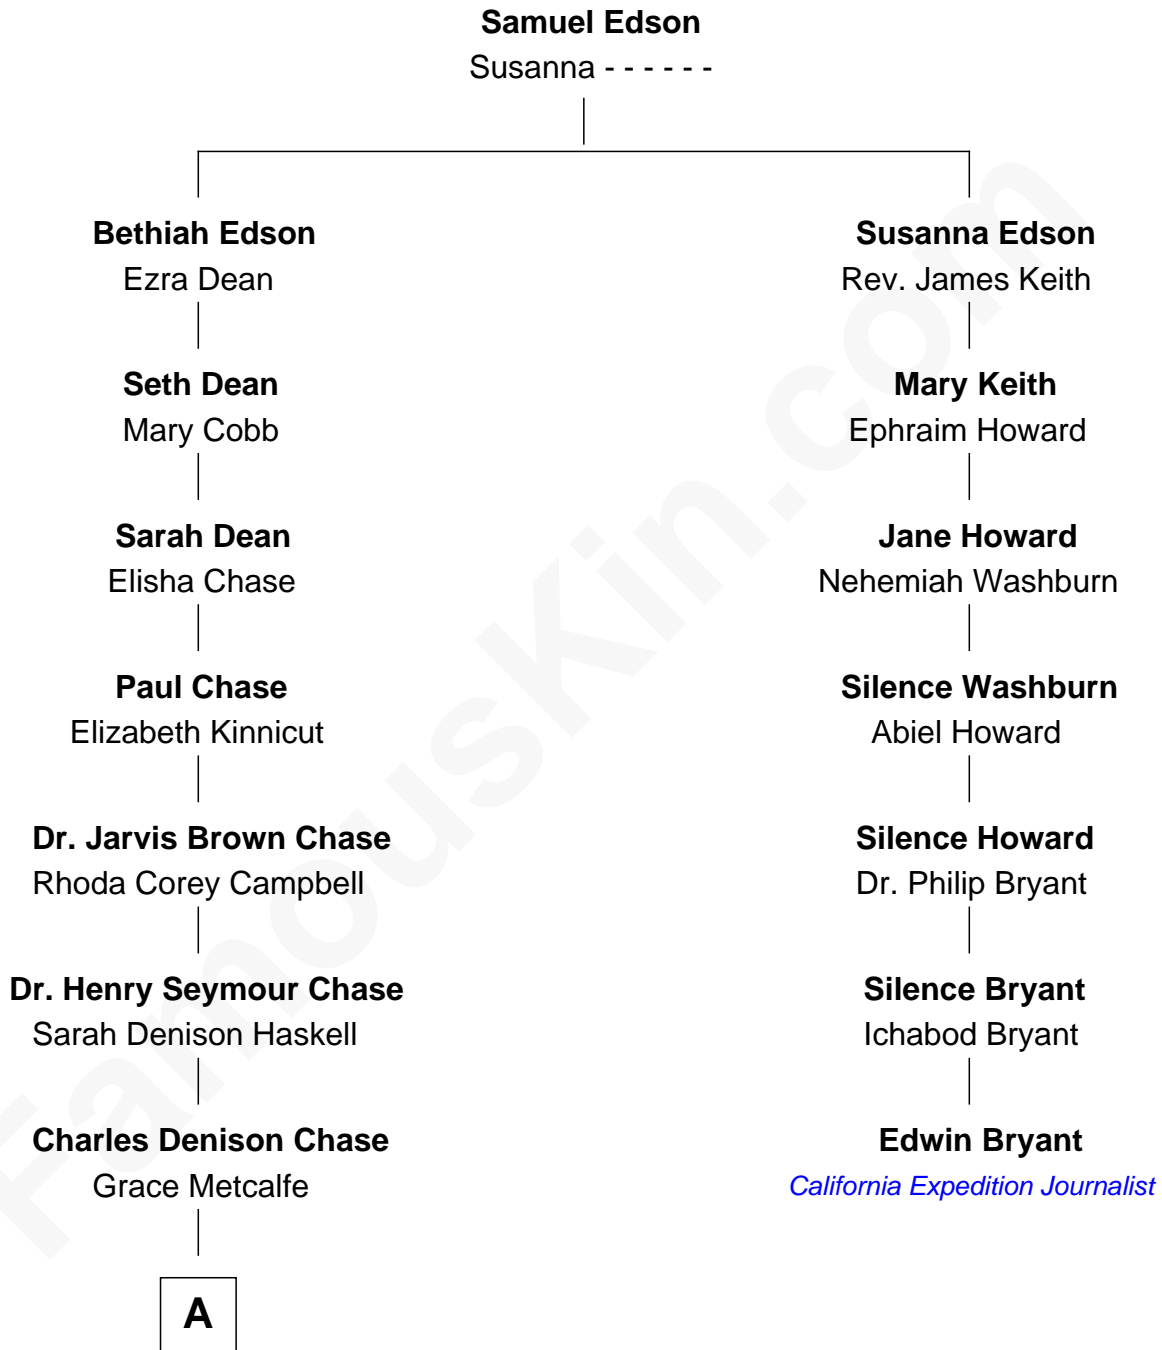 Samuel Edson
Susanna - - - - - -
Bethiah Edson
Ezra Dean
Seth Dean
Mary Cobb
Sarah Dean
Elisha Chase
Paul Chase
Elizabeth Kinnicut
Dr. Jarvis Brown Chase
Rhoda Corey Campbell
Dr. Henry Seymour Chase
Sarah Denison Haskell
Charles Denison Chase
Grace Metcalfe
A
Susanna Edson
Rev. James Keith
Mary Keith
Ephraim Howard
Jane Howard
Nehemiah Washburn
Silence Washburn
Abiel Howard
Silence Howard
Dr. Philip Bryant
Silence Bryant
Ichabod Bryant
Edwin Bryant
California Expedition Journalist
FamousKin.com